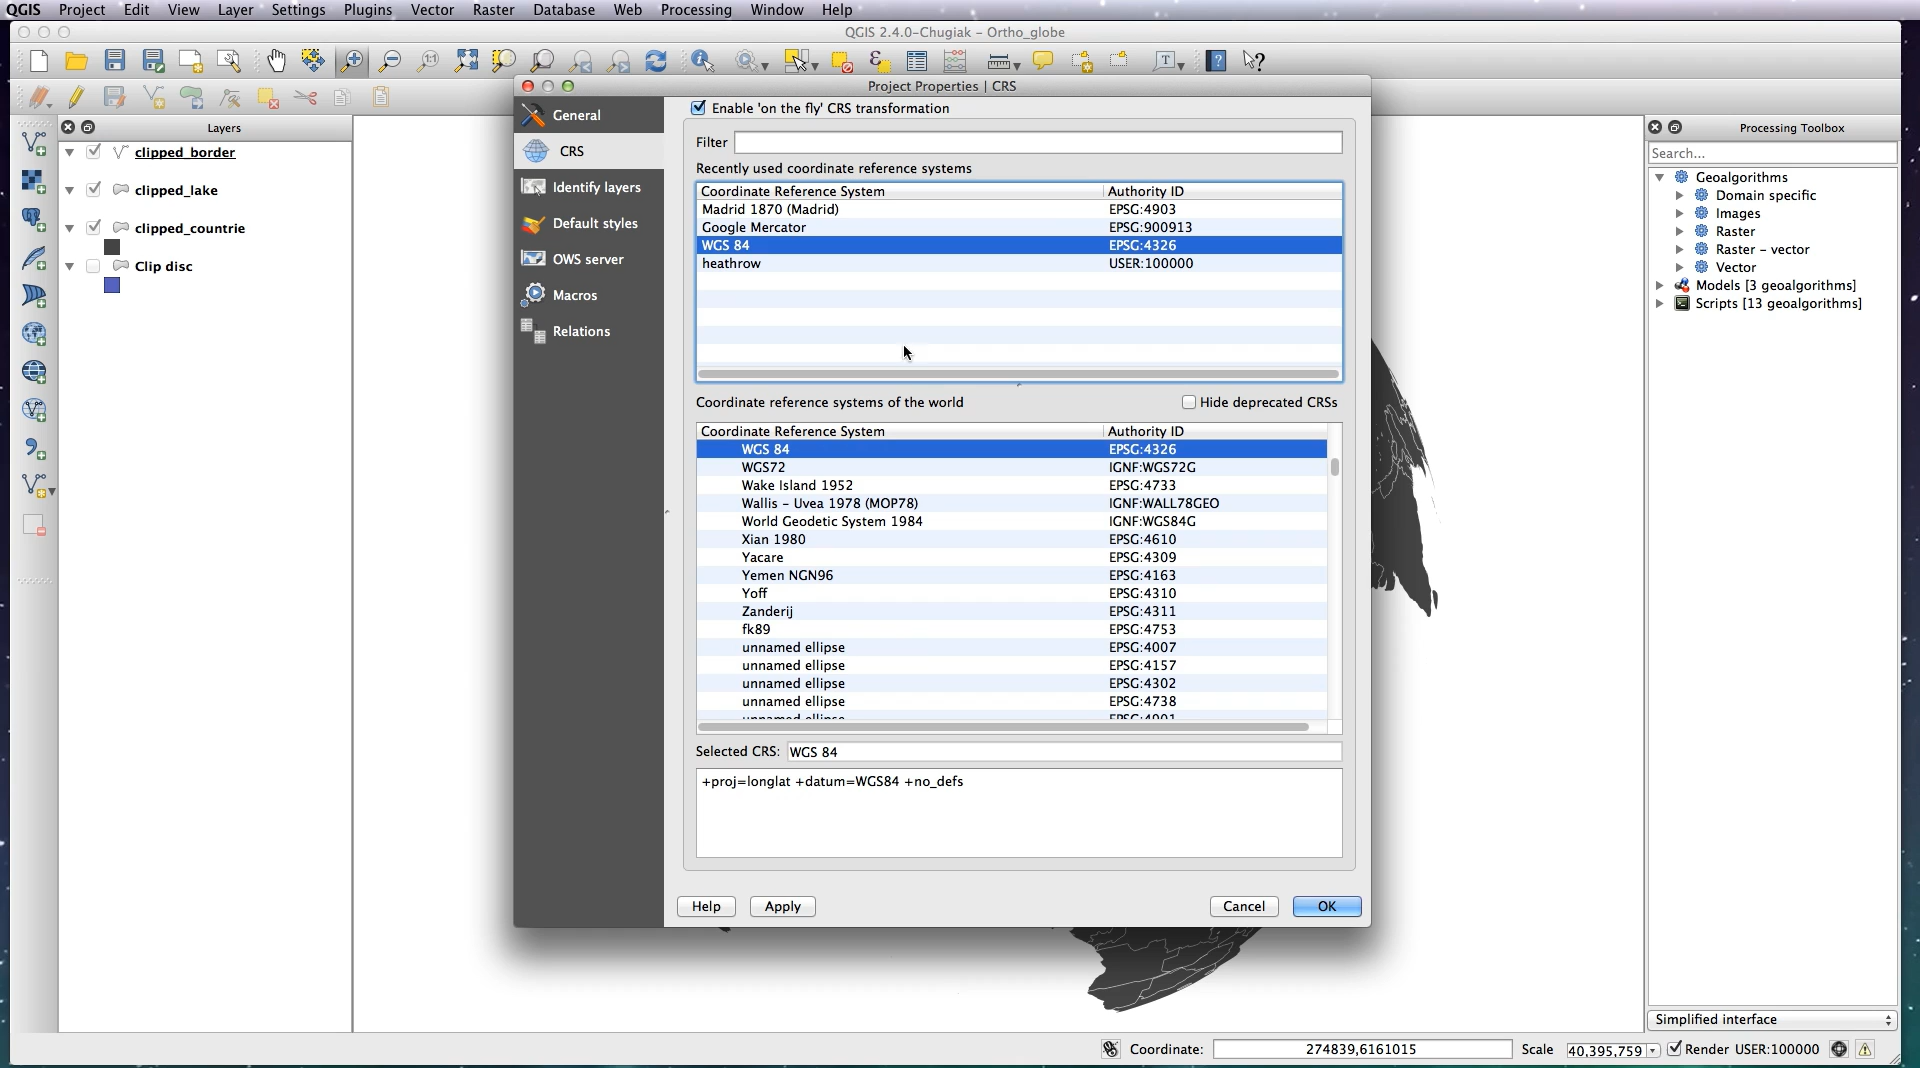 QGIS Project Edit View Layer Settings Plugins Vector Raster Database Web Processing Window Help
QGIS 2.4.0-Chugiak - Ortho_globe
Project Properties | CRS
Layers
clipped_border
clipped_lake
clipped_countrie
Clip disc
General
CRS
Identify layers
Default styles
OWS server
Macros
Relations
Enable 'on the fly' CRS transformation
Filter
Recently used coordinate reference systems
Coordinate Reference System Authority ID
Madrid 1870 (Madrid) EPSG:4903
Google Mercator EPSG:900913
WGS 84 EPSG:4326
heathrow USER:100000
Coordinate reference systems of the world Hide deprecated CRSs
Coordinate Reference System Authority ID
WGS 84 EPSG:4326
WGS72 IGNF:WGS72G
Wake Island 1952 EPSG:4733
Wallis - Uvea 1978 (MOP78) IGNF:WALL78GEO
World Geodetic System 1984 IGNF:WGS84G
Xian 1980 EPSG:4610
Yacare EPSG:4309
Yemen NGN96 EPSG:4163
Yoff EPSG:4310
Zanderij EPSG:4311
fk89 EPSG:4753
unnamed ellipse EPSG:4007
unnamed ellipse EPSG:4157
unnamed ellipse EPSG:4302
unnamed ellipse EPSG:4738
unnamed ellipse EPSG:4901
Selected CRS: WGS 84
+proj=longlat +datum=WGS84 +no_defs
Help Apply Cancel OK
Processing Toolbox
Search...
Geoalgorithms
Domain specific
Images
Raster
Raster - vector
Vector
Models [3 geoalgorithms]
Scripts [13 geoalgorithms]
Simplified interface
Coordinate: 274839,6161015 Scale 40,395,759 Render USER:100000